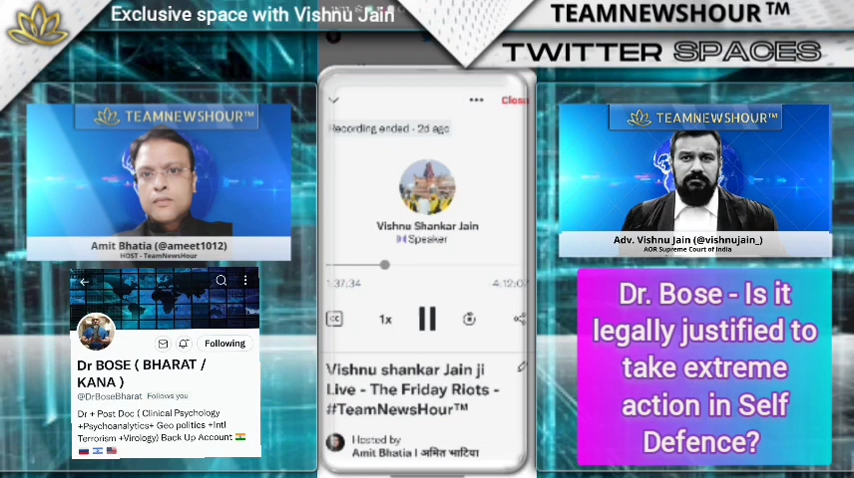 Exclusive space with Vishnu Jain
TEAMNEWSHOUR™
TWITTER SPACES
TEAMNEWSHOUR™
Amit Bhatia (@ameet1012)
HOST - TeamNewsHour
Following
Dr BOSE ( BHARAT /
KANA )
@DrBoseBharat Follows you
Dr + Post Doc ( Clinical Psychology
+Psychoanalytics+ Geo politics +Intl
Terrorism +Virology) Back Up Account 🇮🇳
🇷🇺 🇮🇱 🇺🇸
Close
Recording ended · 2d ago
Vishnu Shankar Jain
Speaker
1:37:34
CC
1x
Vishnu shankar Jain ji
Live - The Friday Riots -
#TeamNewsHour™
Hosted by
Amit Bhatia I अमित भाटिया
TEAMNEWSHOUR™
Adv. Vishnu Jain (@vishnujain_)
AOR Supreme Court of India
Dr. Bose - Is it
legally justified to
take extreme
action in Self
Defence?